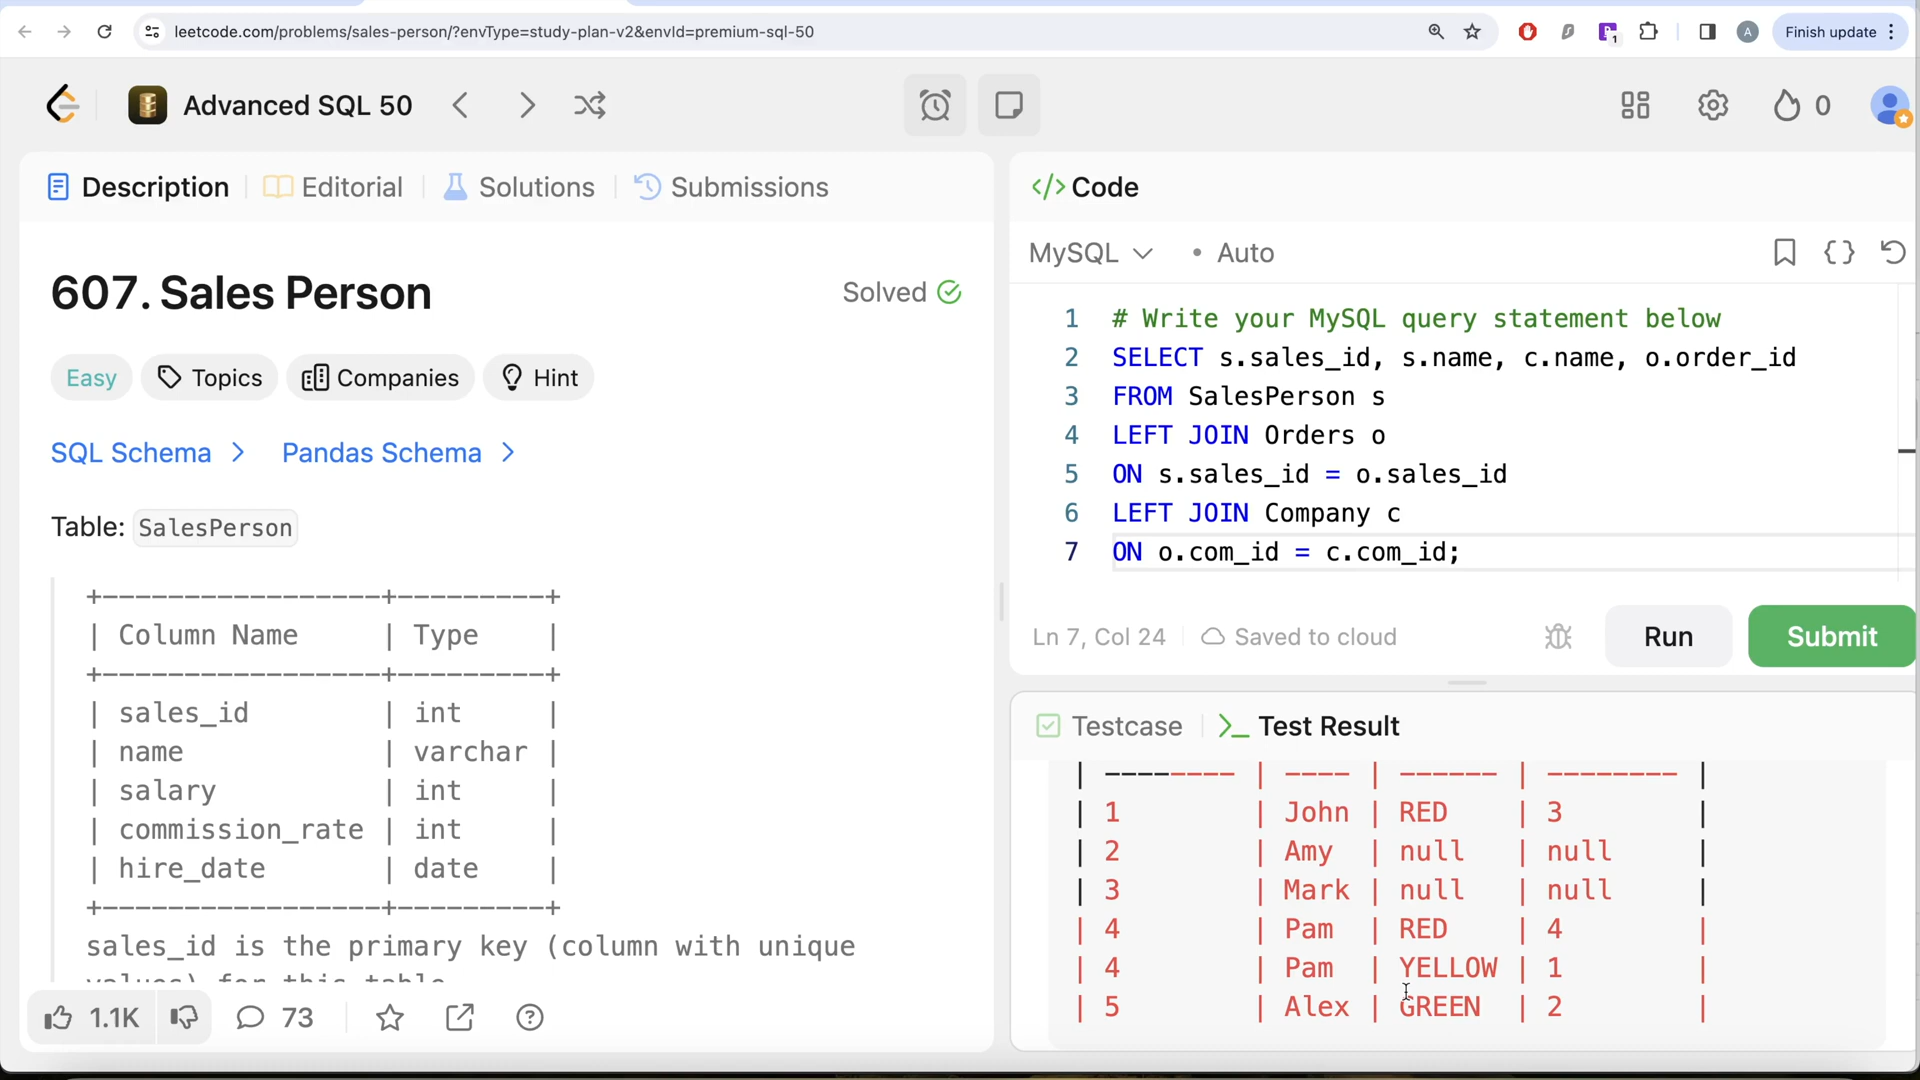 leetcode.com/problems/sales-person/?envType=study-plan-v2&envId=premium-sql-50
1
A
Finish update
Advanced SQL 50
0
Description
Editorial
Solutions
Submissions
</> Code
MySQL
• Auto
607. Sales Person
Solved
Easy
Topics
Companies
Hint
SQL Schema >
Pandas Schema >
Table: SalesPerson
+-----------------+---------+
| Column Name     | Type    |
+-----------------+---------+
| sales_id        | int     |
| name            | varchar |
| salary          | int     |
| commission_rate | int     |
| hire_date       | date    |
+-----------------+---------+
sales_id is the primary key (column with unique
values) for this table
1.1K
73
1 # Write your MySQL query statement below
2 SELECT s.sales_id, s.name, c.name, o.order_id
3 FROM SalesPerson s
4 LEFT JOIN Orders o
5 ON s.sales_id = o.sales_id
6 LEFT JOIN Company c
7 ON o.com_id = c.com_id;
Ln 7, Col 24
Saved to cloud
Run
Submit
Testcase
>_ Test Result
| -------- | ---- | ------ | -------- |
| 1 | John | RED | 3 |
| 2 | Amy | null | null |
| 3 | Mark | null | null |
| 4 | Pam | RED | 4 |
| 4 | Pam | YELLOW | 1 |
| 5 | Alex | GREEN | 2 |